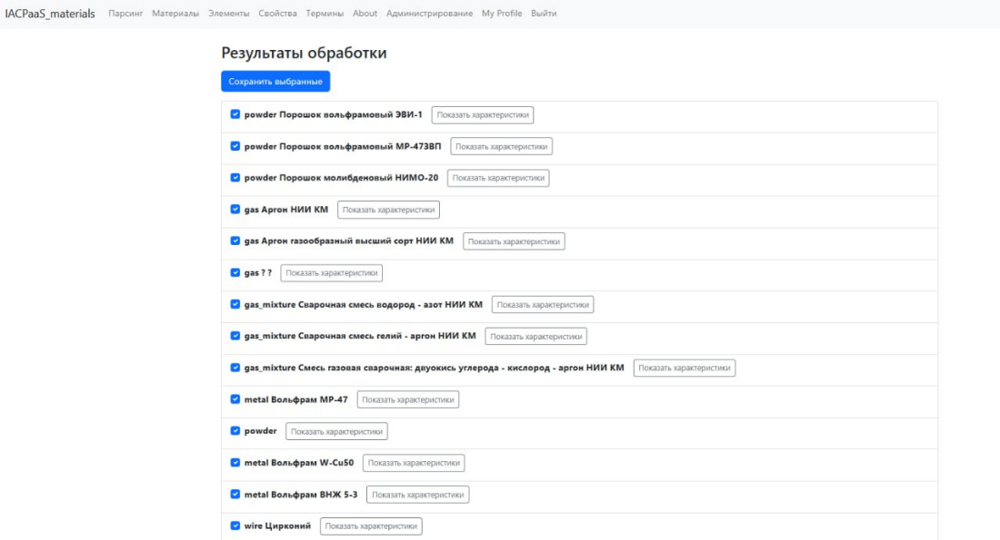 IACPaaS_materials Парсинг Материалы Элементы Свойства Термины About Администрирование My Profile Выйти
Результаты обработки
Сохранить выбранные
powder Порошок вольфрамовый ЭВИ-1 Показать характеристики
powder Порошок вольфрамовый МР-473ВП Показать характеристики
powder Порошок молибденовый НИМО-20 Показать характеристики
gas Аргон НИИ КМ Показать характеристики
gas Аргон газообразный высший сорт НИИ КМ Показать характеристики
gas ? ? Показать характеристики
gas_mixture Сварочная смесь водород - азот НИИ КМ Показать характеристики
gas_mixture Сварочная смесь гелий - аргон НИИ КМ Показать характеристики
gas_mixture Смесь газовая сварочная: двуокись углерода - кислород - аргон НИИ КМ Показать характеристики
metal Вольфрам МР-47 Показать характеристики
powder Показать характеристики
metal Вольфрам W-Cu50 Показать характеристики
metal Вольфрам ВНЖ 5-3 Показать характеристики
wire Цирконий Показать характеристики